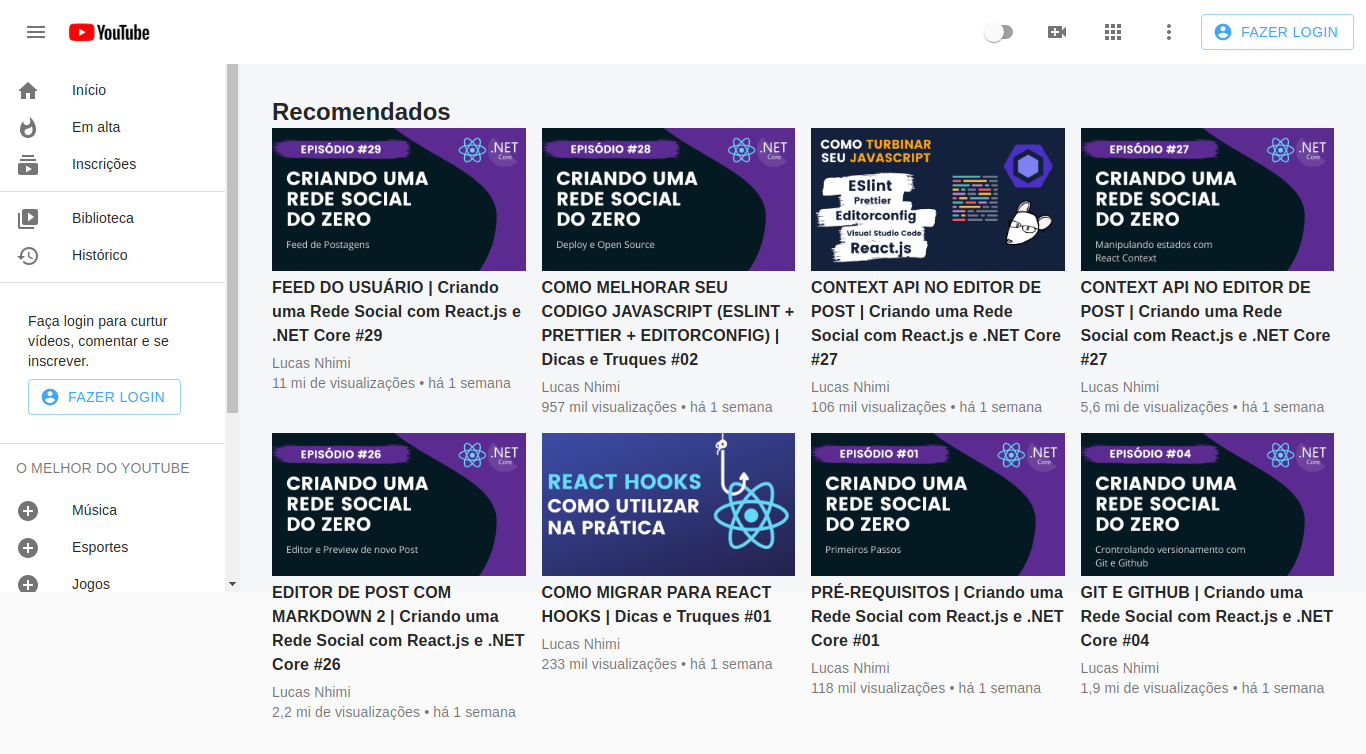 YouTube
FAZER LOGIN
Início
Em alta
Inscrições
Biblioteca
Histórico
Faça login para curtir
vídeos, comentar e se
inscrever.
FAZER LOGIN
O MELHOR DO YOUTUBE
Música
Esportes
Jogos
Recomendados
EPISÓDIO #29
.NET
Core
CRIANDO UMA
REDE SOCIAL
DO ZERO
Feed de Postagens
FEED DO USUÁRIO | Criando
uma Rede Social com React.js e
.NET Core #29
Lucas Nhimi
11 mi de visualizações • há 1 semana
EPISÓDIO #28
.NET
Core
CRIANDO UMA
REDE SOCIAL
DO ZERO
Deploy e Open Source
COMO MELHORAR SEU
CODIGO JAVASCRIPT (ESLINT +
PRETTIER + EDITORCONFIG) |
Dicas e Truques #02
Lucas Nhimi
957 mil visualizações • há 1 semana
COMO TURBINAR
SEU JAVASCRIPT
ESlint
Prettier
Editorconfig
Visual Studio Code
React.js
CONTEXT API NO EDITOR DE
POST | Criando uma Rede
Social com React.js e .NET Core
#27
Lucas Nhimi
106 mil visualizações • há 1 semana
EPISÓDIO #27
.NET
Core
CRIANDO UMA
REDE SOCIAL
DO ZERO
Manipulando estados com
React Context
CONTEXT API NO EDITOR DE
POST | Criando uma Rede
Social com React.js e .NET Core
#27
Lucas Nhimi
5,6 mi de visualizações • há 1 semana
EPISÓDIO #26
.NET
Core
CRIANDO UMA
REDE SOCIAL
DO ZERO
Editor e Preview de novo Post
EDITOR DE POST COM
MARKDOWN 2 | Criando uma
Rede Social com React.js e .NET
Core #26
Lucas Nhimi
2,2 mi de visualizações • há 1 semana
REACT HOOKS
COMO UTILIZAR
NA PRÁTICA
COMO MIGRAR PARA REACT
HOOKS | Dicas e Truques #01
Lucas Nhimi
233 mil visualizações • há 1 semana
EPISÓDIO #01
.NET
Core
CRIANDO UMA
REDE SOCIAL
DO ZERO
Primeiros Passos
PRÉ-REQUISITOS | Criando uma
Rede Social com React.js e .NET
Core #01
Lucas Nhimi
118 mil visualizações • há 1 semana
EPISÓDIO #04
.NET
Core
CRIANDO UMA
REDE SOCIAL
DO ZERO
Crontrolando versionamento com
Git e Github
GIT E GITHUB | Criando uma
Rede Social com React.js e .NET
Core #04
Lucas Nhimi
1,9 mi de visualizações • há 1 semana